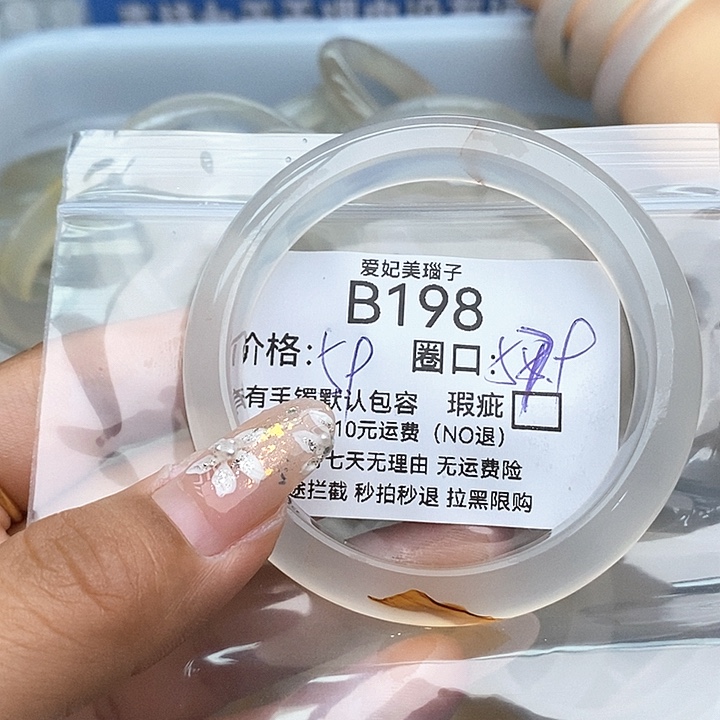 爱妃美瑙子
B198
价格:5P 圈口:
有手镯默认包容 瑕疵
10元运费（NO退）
七天无理由 无运费险
拦截 秒拍秒退 拉黑限购